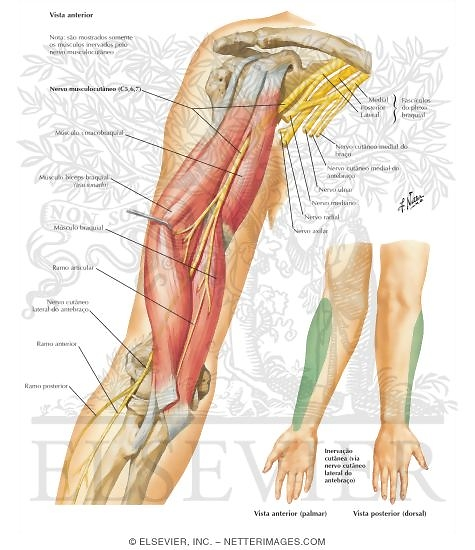 Vista anterior
Nota: são mostrados somente
os músculos inervados pelo
nervo musculocutâneo
Nervo musculocutâneo (C5,6,7)
Músculo coracobraquial
Músculo bíceps braquial
(tracionado)
Músculo braquial
Ramo articular
Nervo cutâneo
lateral do antebraço
Ramo anterior
Ramo posterior
Medial
Posterior
Lateral
Fascículos
do plexo
braquial
Nervo cutâneo medial do
braço
Nervo cutâneo medial do
antebraço
Nervo ulnar
Nervo mediano
Nervo radial
Nervo axilar
F. Netter
Inervação
cutânea (via
nervo cutâneo
lateral do
antebraço)
Vista anterior (palmar)
Vista posterior (dorsal)
ELSEVIER
© ELSEVIER, INC. – NETTERIMAGES.COM